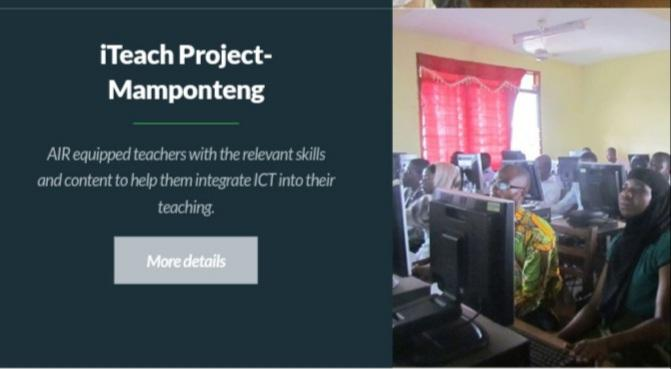 iTeach Project-
Mamponteng
AIR equipped teachers with the relevant skills
and content to help them integrate ICT into their
teaching.
More details